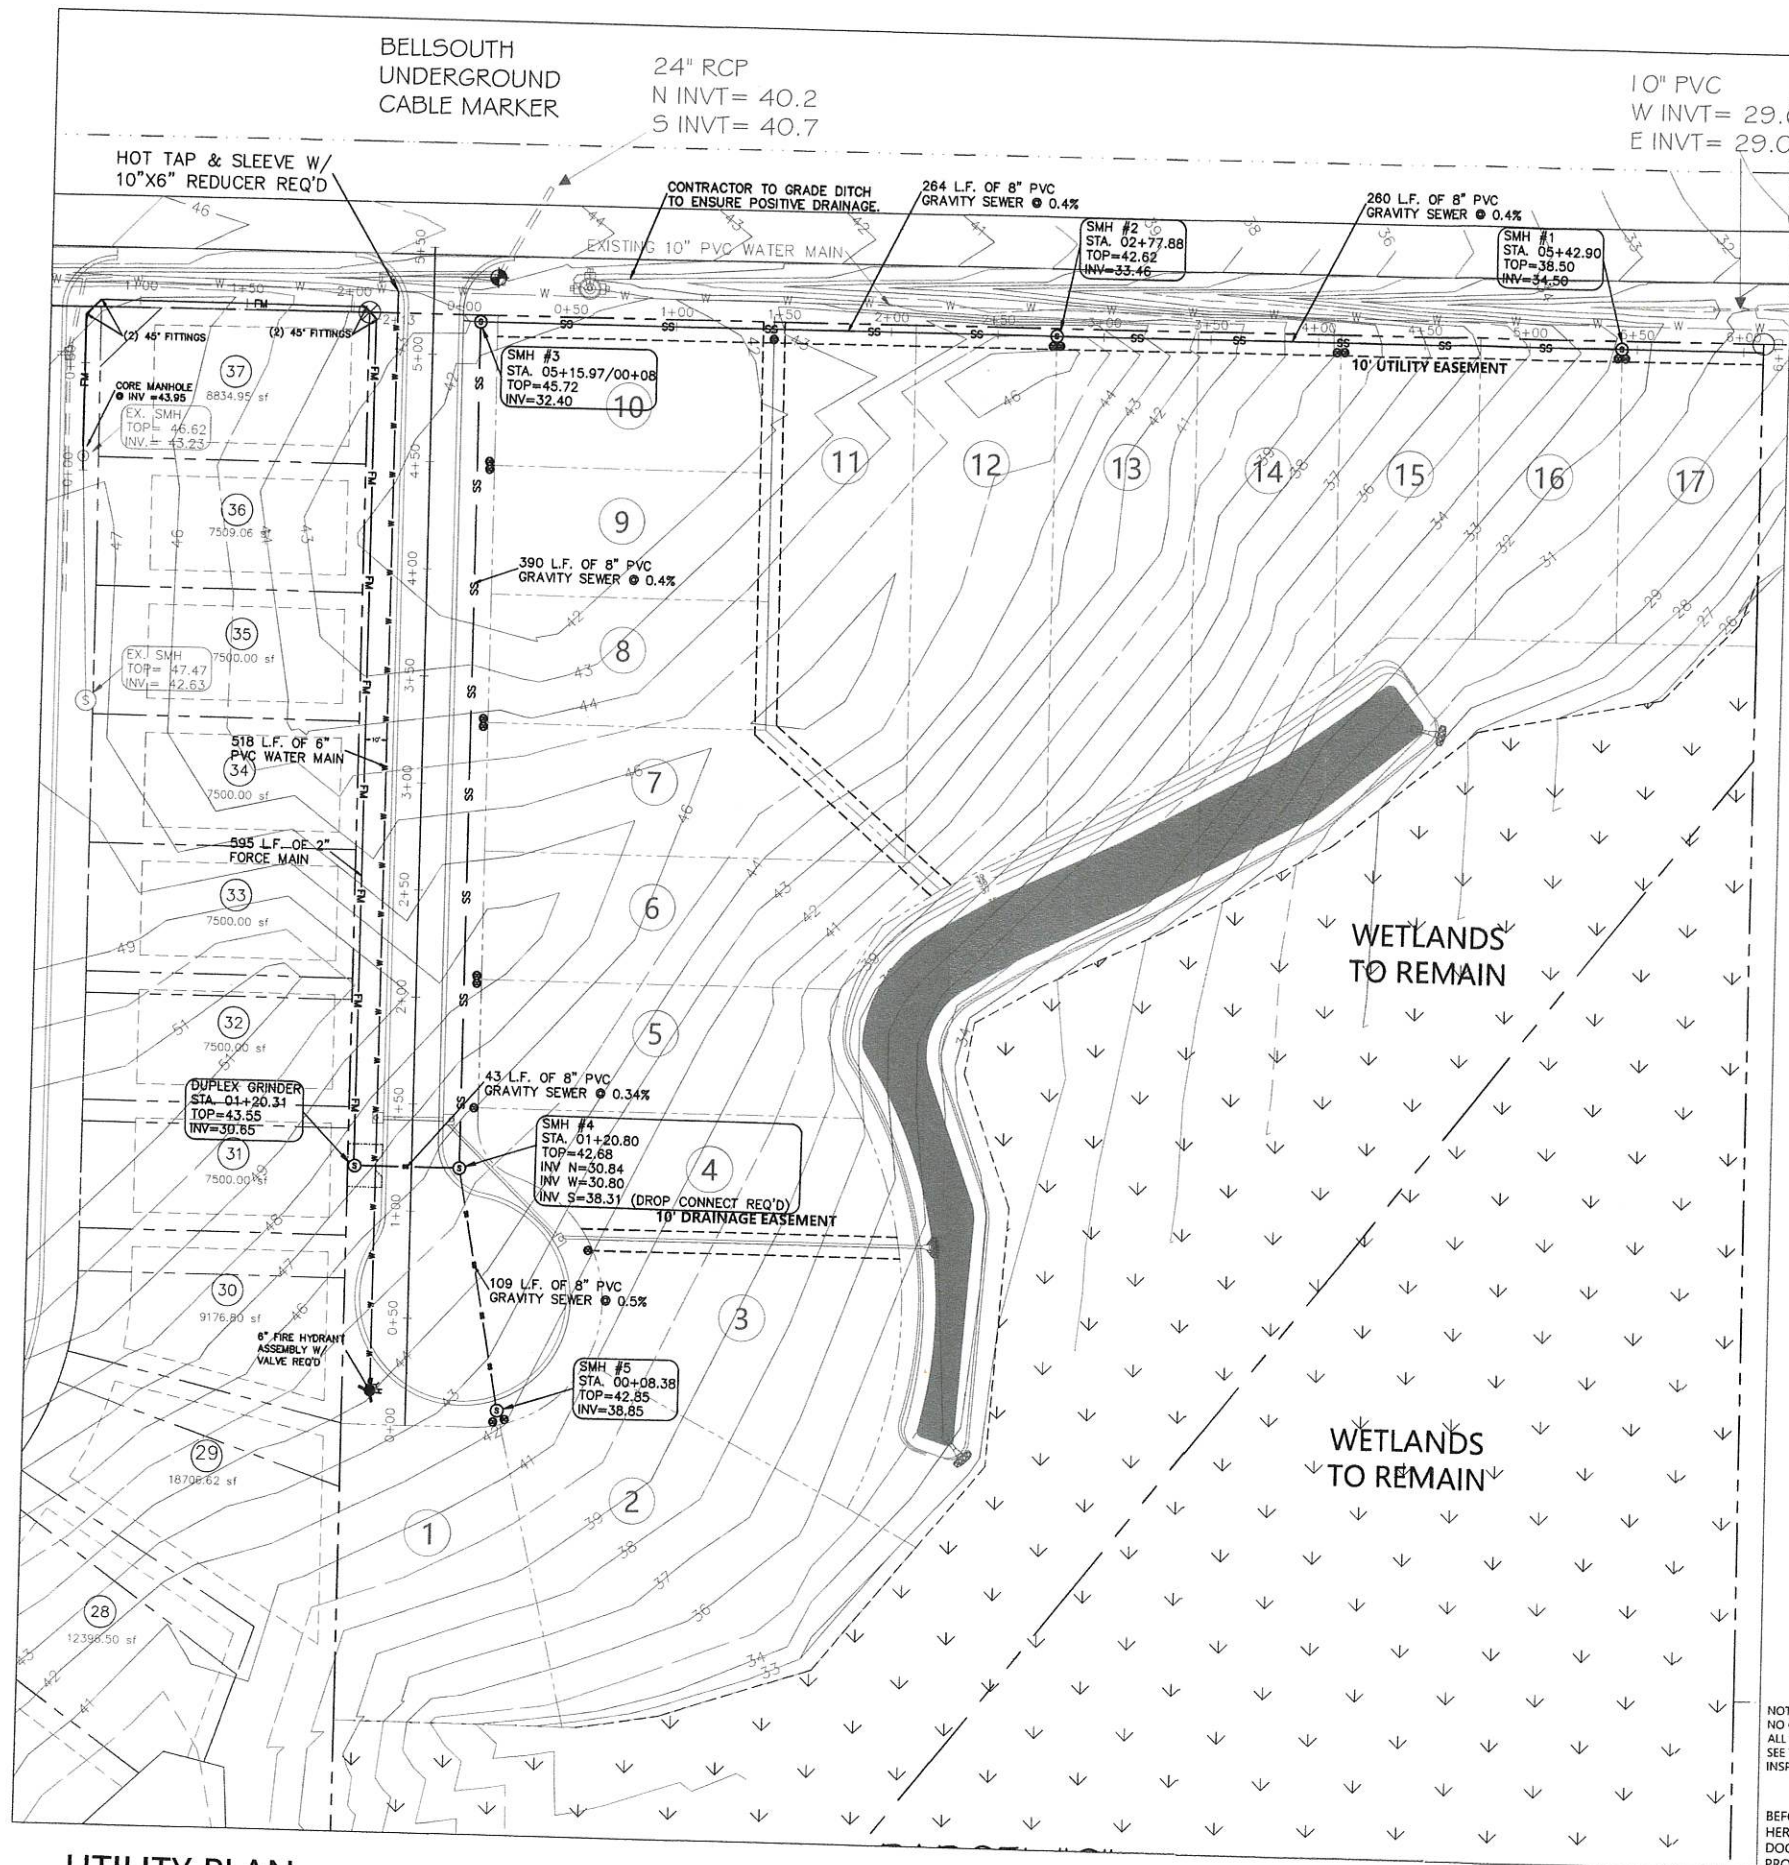 BELLSOUTH
UNDERGROUND
CABLE MARKER
24" RCP
N INVT= 40.2
S INVT= 40.7
10" PVC
W INVT= 29.
E INVT= 29.0
HOT TAP & SLEEVE W/
10"X6" REDUCER REQ'D
CONTRACTOR TO GRADE DITCH
TO ENSURE POSITIVE DRAINAGE.
264 L.F. OF 8" PVC
GRAVITY SEWER @ 0.4%
260 L.F. OF 8" PVC
GRAVITY SEWER @ 0.4%
EXISTING 10" PVC WATER MAIN
SMH #2
STA. 02+77.88
TOP=42.62
INV=33.46
SMH #1
STA. 05+42.90
TOP=38.50
INV=34.50
(2) 45° FITTINGS
(2) 45° FITTINGS
SMH #3
STA. 05+15.97/00+08
TOP=45.72
INV=32.40
10' UTILITY EASEMENT
CORE MANHOLE
@ INV =43.95
EX. SMH
TOP= 46.62
INV.= 43.23
37
8834.95 sf
10
11
12
13
14
15
16
17
36
7509.06 sf
9
390 L.F. OF 8" PVC
GRAVITY SEWER @ 0.4%
35
7500.00 sf
8
EX. SMH
TOP= 47.47
INV.= 42.63
518 L.F. OF 6"
PVC WATER MAIN
34
7500.00 sf
7
595 L.F. OF 2"
FORCE MAIN
33
7500.00 sf
6
WETLANDS
TO REMAIN
32
7500.00 sf
5
DUPLEX GRINDER
STA. 01+20.31
TOP=43.55
INV=30.65
43 L.F. OF 8" PVC
GRAVITY SEWER @ 0.34%
31
7500.00 sf
SMH #4
STA. 01+20.80
TOP=42.68
INV N=30.84
INV W=30.80
INV S=38.31 (DROP CONNECT REQ'D)
4
10' DRAINAGE EASEMENT
30
9176.80 sf
109 L.F. OF 8" PVC
GRAVITY SEWER @ 0.5%
3
6" FIRE HYDRANT
ASSEMBLY W/
VALVE REQ'D
SMH #5
STA. 00+08.38
TOP=42.85
INV=38.85
WETLANDS
TO REMAIN
29
18706.62 sf
1
2
28
12398.50 sf
NOT
NO
ALL
SEE
INSP
BEFO
HER
DOC
PRO
UTILITY PLAN